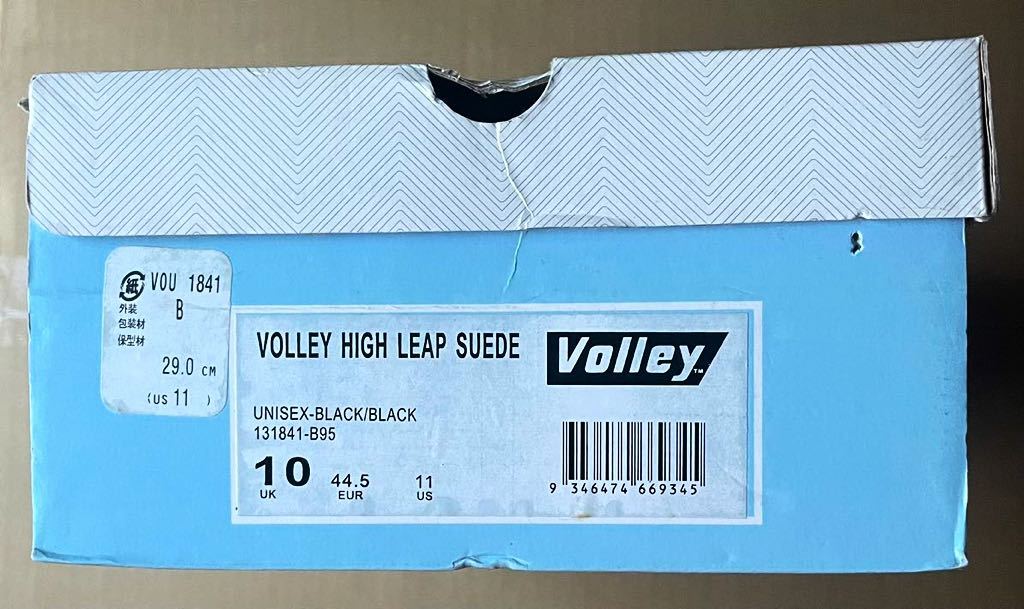 紙 VOU 1841
外装 B
包装材
保型材
29.0 CM
(US 11 )
VOLLEY HIGH LEAP SUEDE
Volley™
UNISEX-BLACK/BLACK
131841-B95
10 44.5 11
UK EUR US
9 346474 669345